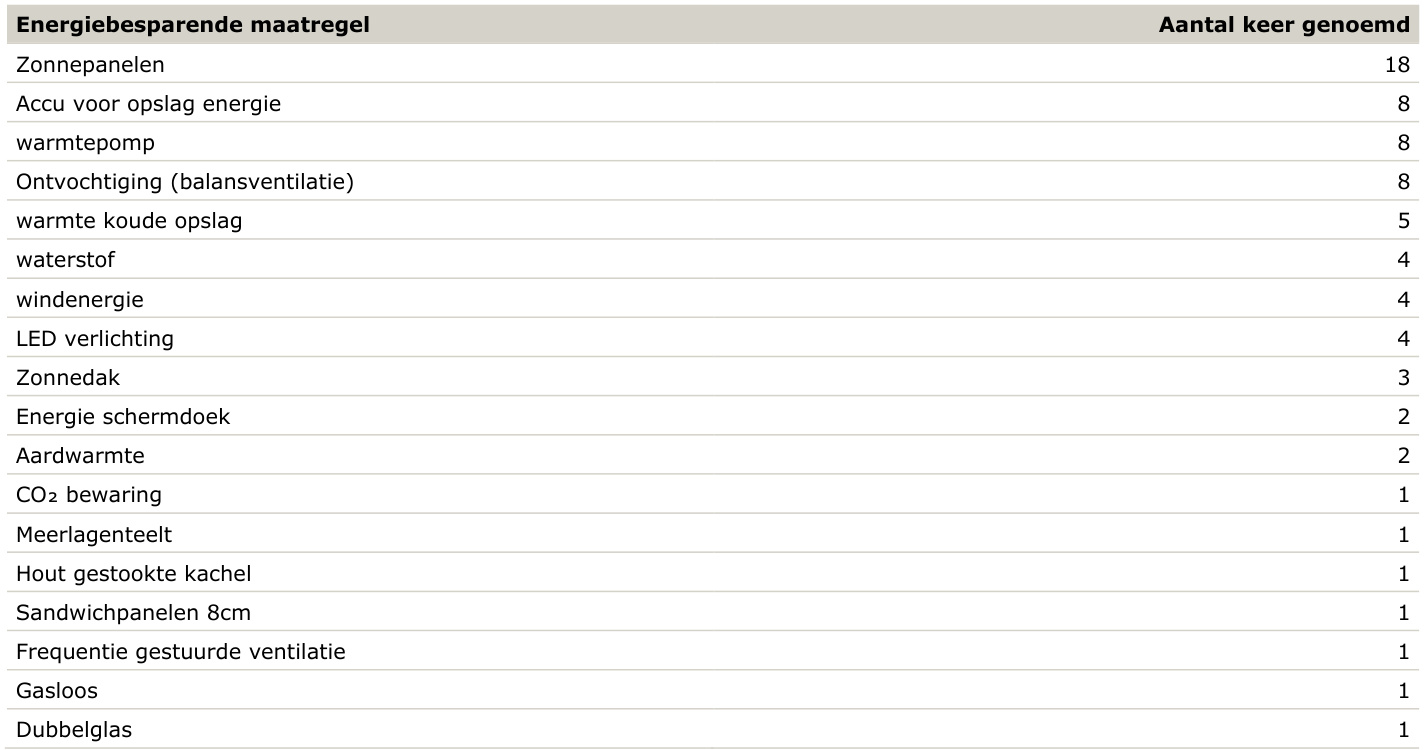 Energiebesparende maatregel Aantal keer genoemd
Zonnepanelen 18
Accu voor opslag energie 8
warmtepomp 8
Ontvochtiging (balansventilatie) 8
warmte koude opslag 5
waterstof 4
windenergie 4
LED verlichting 4
Zonnedak 3
Energie schermdoek 2
Aardwarmte 2
CO₂ bewaring 1
Meerlagenteelt 1
Hout gestookte kachel 1
Sandwichpanelen 8cm 1
Frequentie gestuurde ventilatie 1
Gasloos 1
Dubbelglas 1